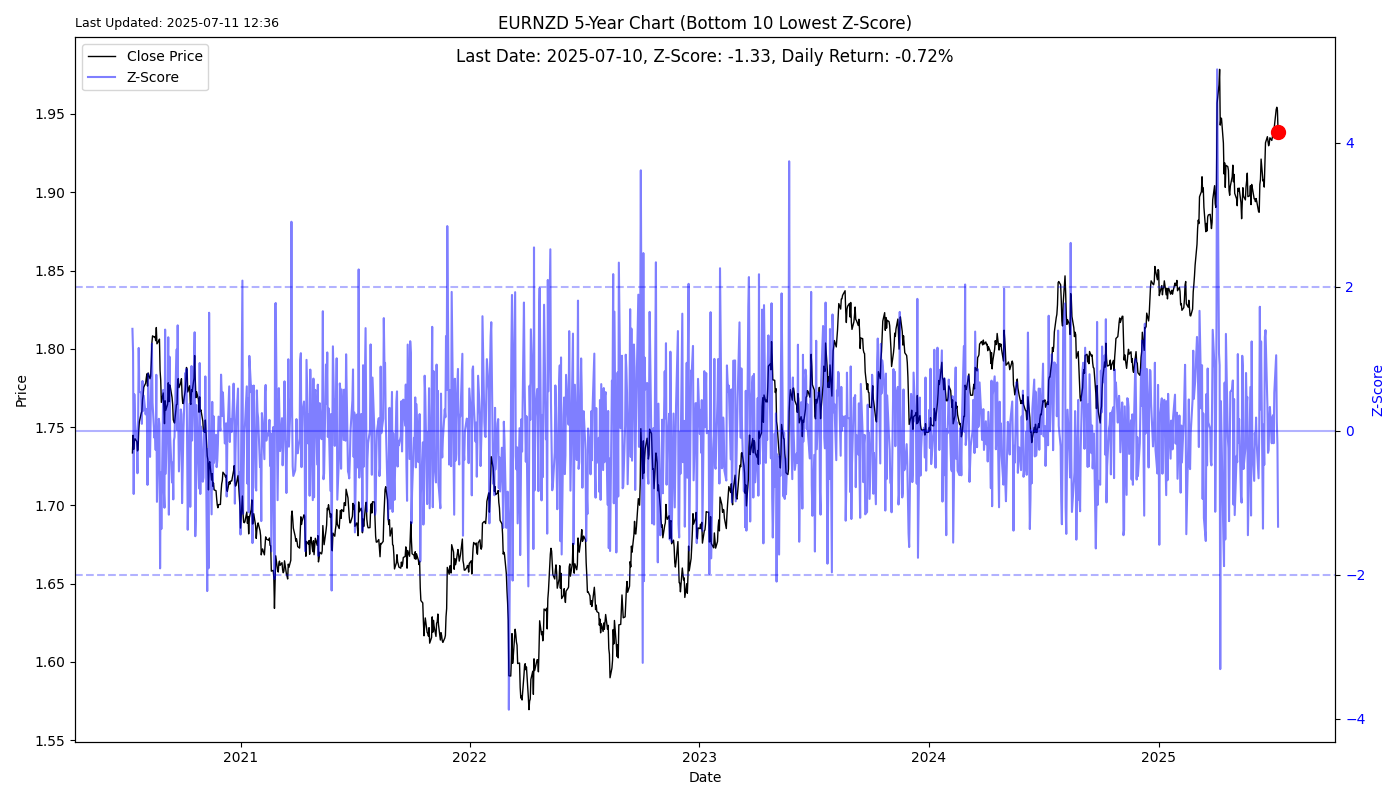 Last Updated: 2025-07-11 12:36
EURNZD 5-Year Chart (Bottom 10 Lowest Z-Score)
Last Date: 2025-07-10, Z-Score: -1.33, Daily Return: -0.72%
Close Price
Z-Score
1.95
1.90
1.85
1.80
1.75
1.70
1.65
1.60
1.55
Price
4
2
0
−2
−4
Z-Score
2021
2022
2023
2024
2025
Date